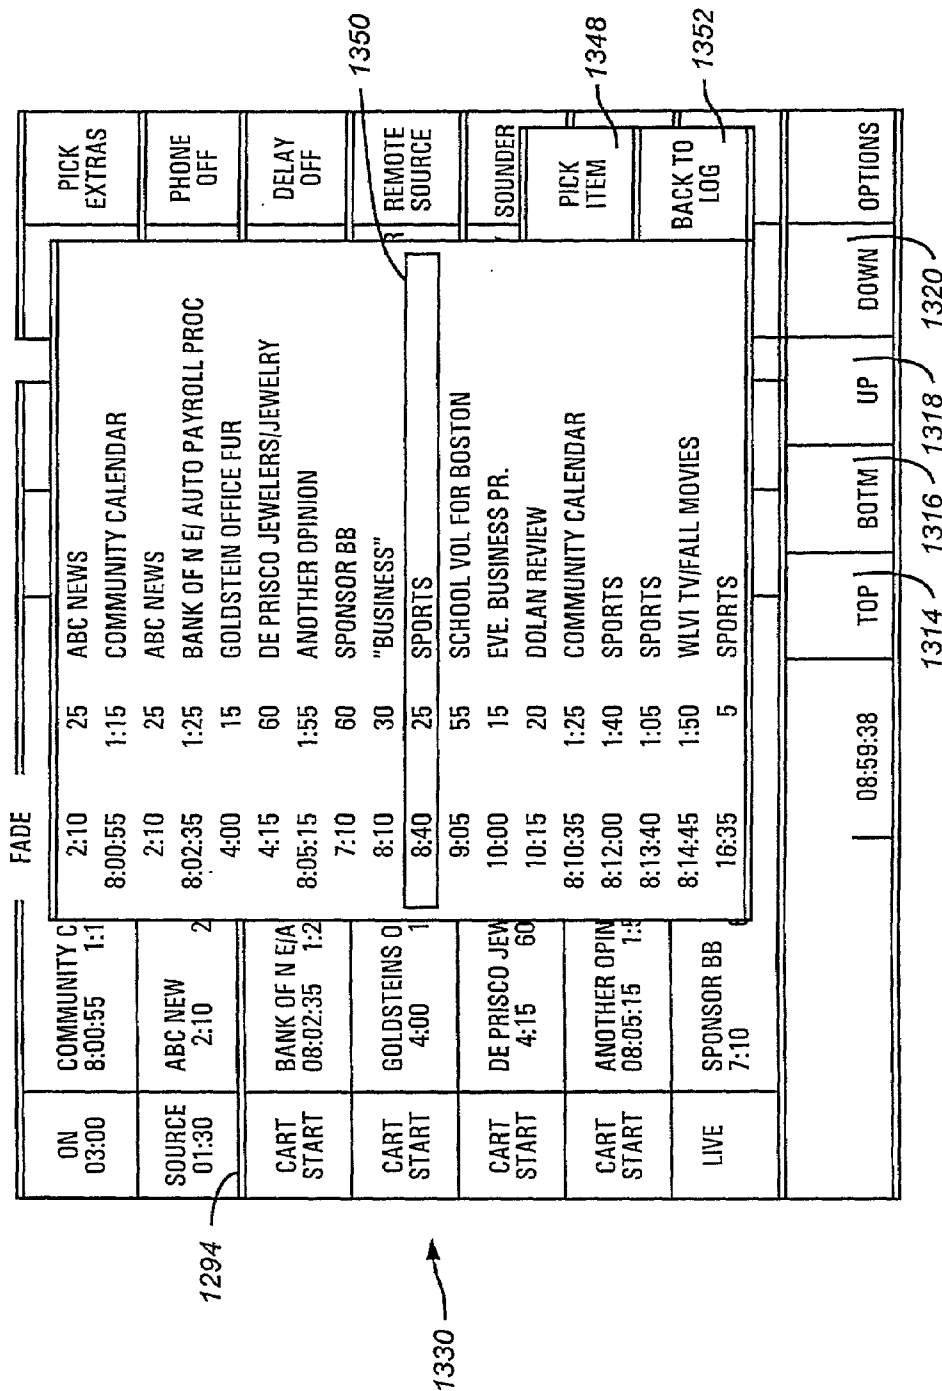 FADE
ON
03:00
COMMUNITY C
8:00:55 1:1
SOURCE
01:30
ABC NEW
2:10 2
CART
START
BANK OF N E/A
08:02:35 1:2
CART
START
GOLDSTEINS O
4:00 1
CART
START
DE PRISCO JEW
4:15 60
CART
START
ANOTHER OPIN
08:05:15 1:5
LIVE
SPONSOR BB
7:10
2:10 25 ABC NEWS
8:00:55 1:15 COMMUNITY CALENDAR
2:10 25 ABC NEWS
8:02:35 1:25 BANK OF N E/ AUTO PAYROLL PROC
4:00 15 GOLDSTEIN OFFICE FUR
4:15 60 DE PRISCO JEWELERS/JEWELRY
8:05:15 1:55 ANOTHER OPINION
7:10 60 SPONSOR BB
8:10 30 "BUSINESS"
8:40 25 SPORTS
9:05 55 SCHOOL VOL FOR BOSTON
10:00 15 EVE. BUSINESS PR.
10:15 20 DOLAN REVIEW
8:10:35 1:25 COMMUNITY CALENDAR
8:12:00 1:40 SPORTS
8:13:40 1:05 SPORTS
8:14:45 1:50 WLVI TV/FALL MOVIES
16:35 5 SPORTS
PICK
EXTRAS
PHONE
OFF
DELAY
OFF
REMOTE
SOURCE
R
SOUNDER
PICK
ITEM
BACK TO
LOG
08:59:38 TOP BOTM UP DOWN OPTIONS
1294
1330
1350
1348
1352
1314
1316
1318
1320